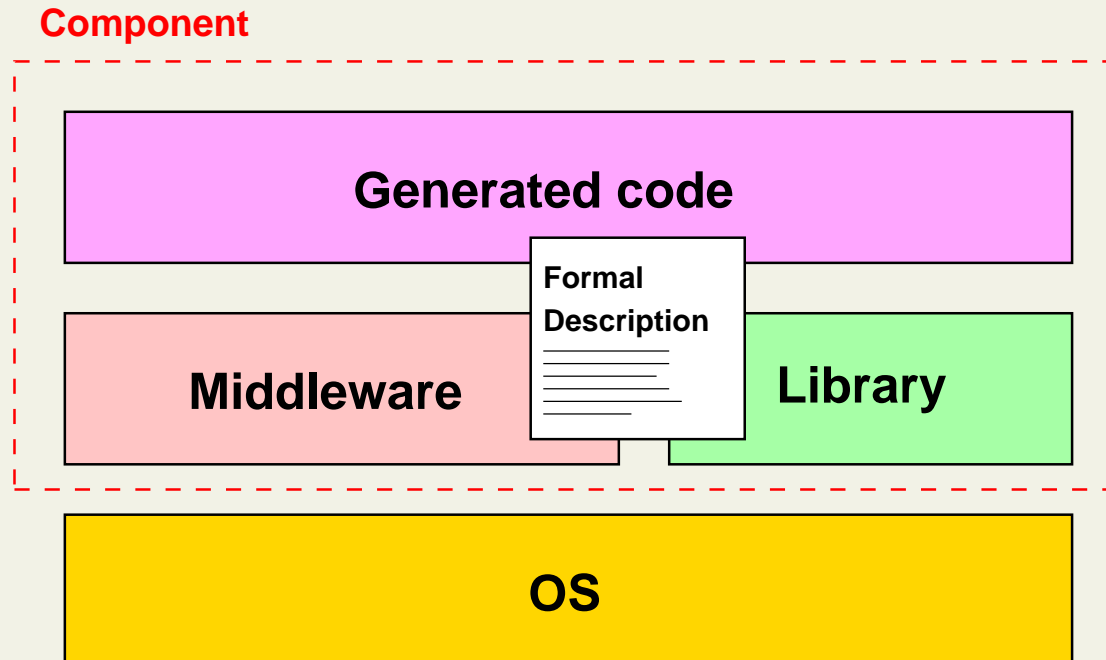 Component
Generated code
Formal
Description
Middleware
Library
OS